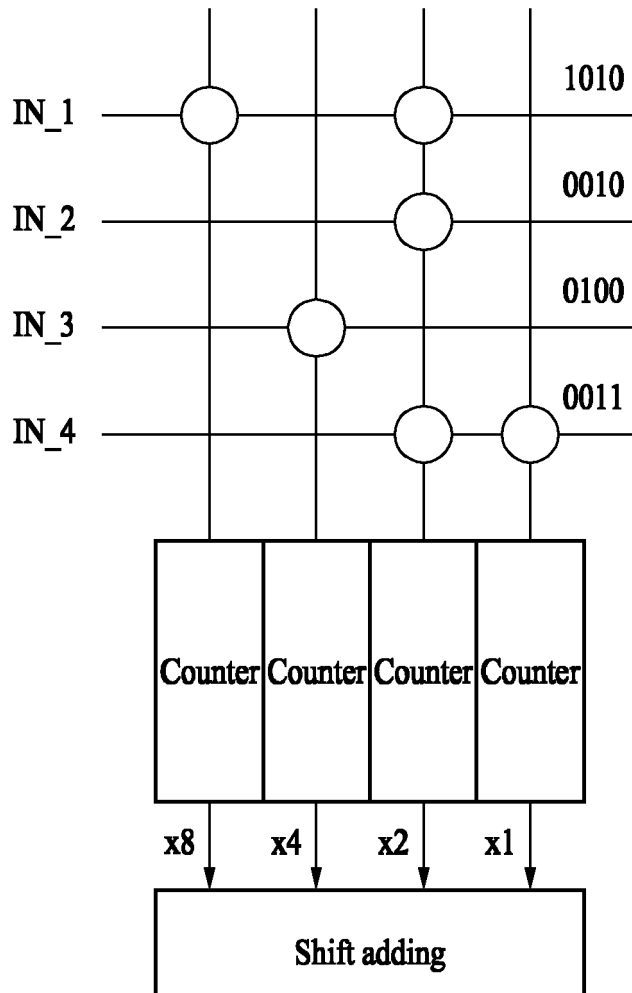 1010
IN_1
0010
IN_2
0100
IN_3
0011
IN_4
Counter Counter Counter Counter
x8 x4 x2 x1
Shift adding